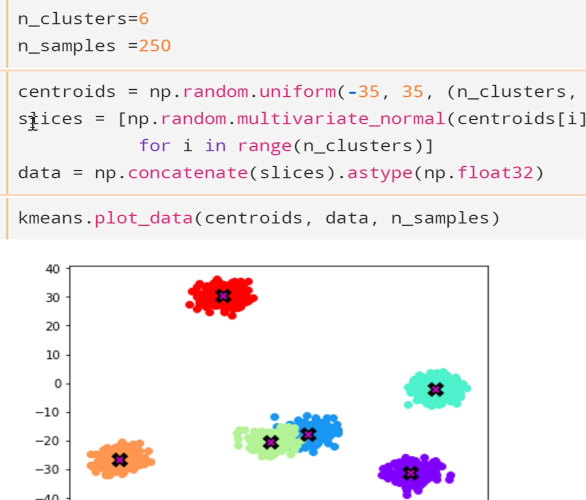 n_clusters=6
n_samples =250
centroids = np.random.uniform(-35, 35, (n_clusters,
slices = [np.random.multivariate_normal(centroids[i]
for i in range(n_clusters)]
data = np.concatenate(slices).astype(np.float32)
kmeans.plot_data(centroids, data, n_samples)
40
30
20
10
0
−10
−20
−30
−40